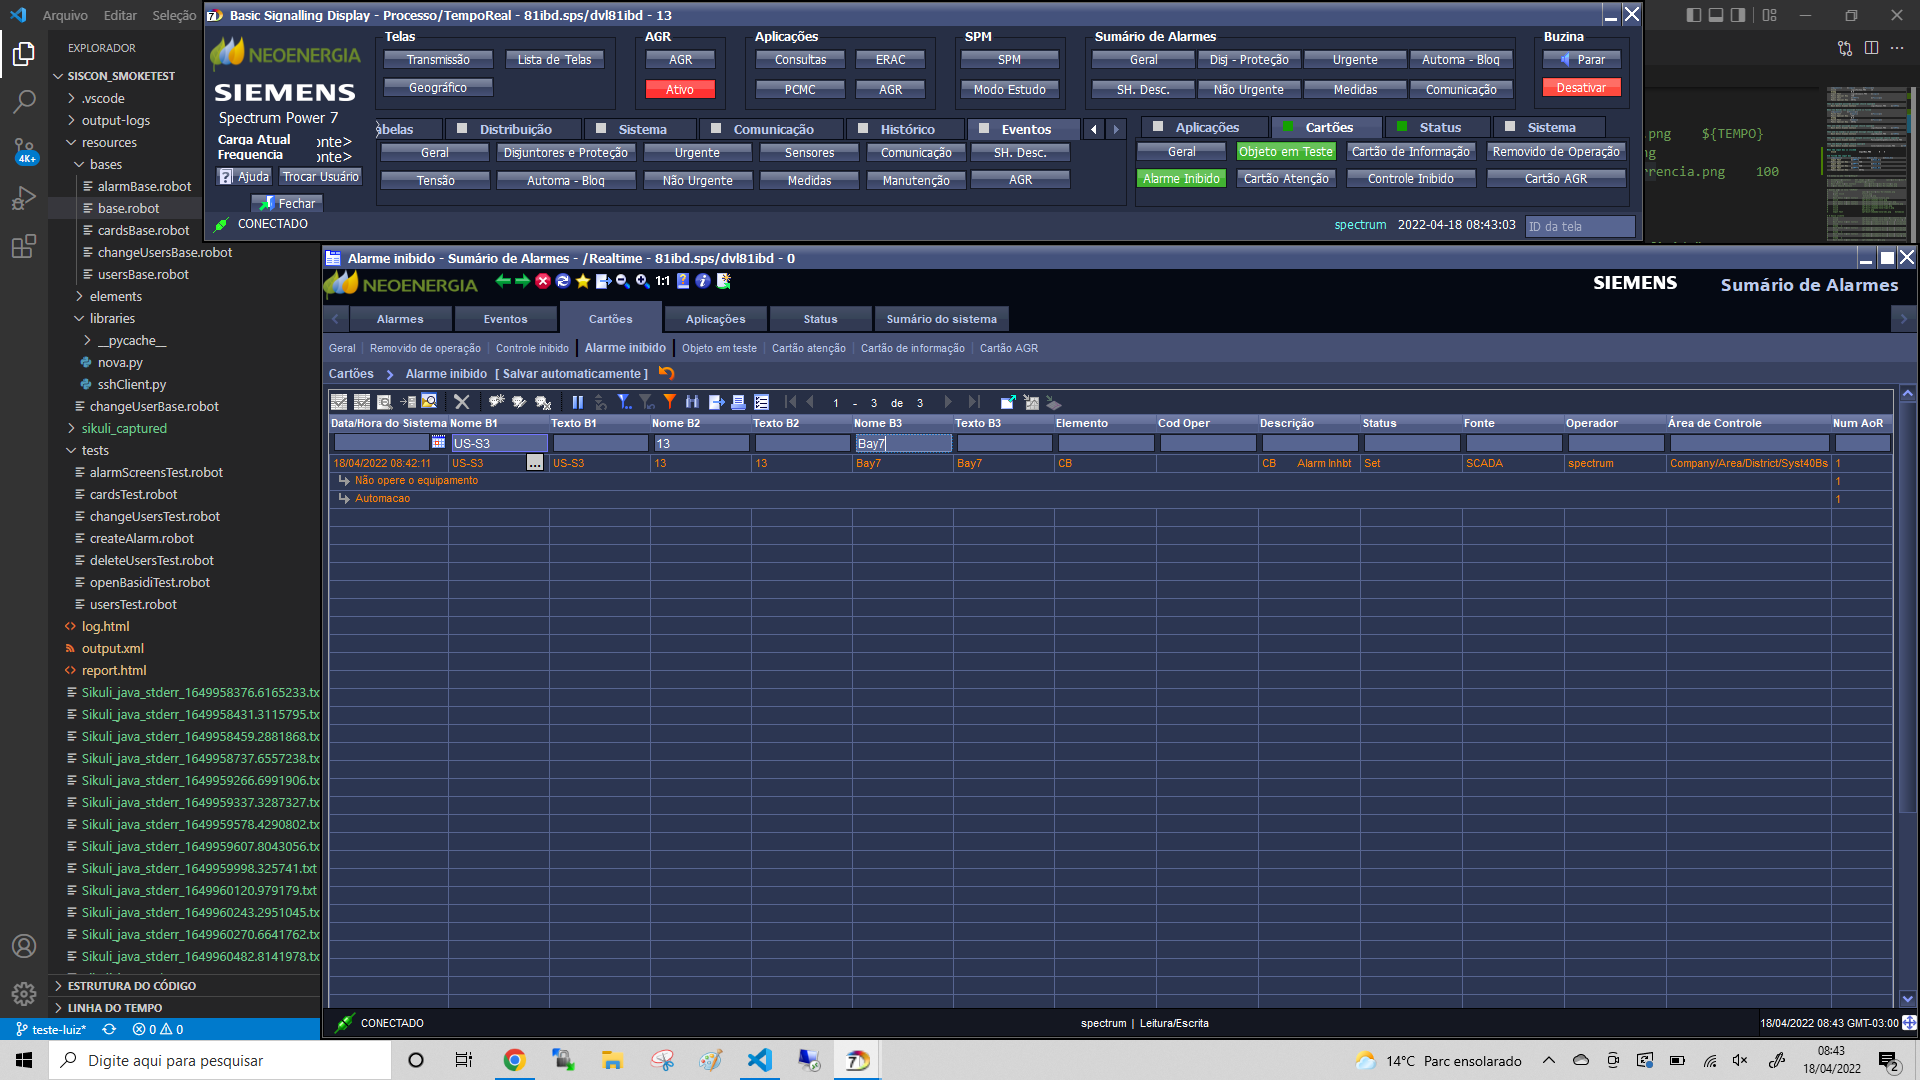 Arquivo Editar Seleção
Basic Signalling Display - Processo/TempoReal - 81ibd.sps/dvl81ibd - 13
EXPLORADOR
SISCON_SMOKETEST
.vscode
output-logs
resources
bases
alarmBase.robot
base.robot
cardsBase.robot
changeUsersBase.robot
usersBase.robot
elements
libraries
__pycache__
nova.py
sshClient.py
changeUserBase.robot
sikuli_captured
tests
alarmScreensTest.robot
cardsTest.robot
changeUsersTest.robot
createAlarm.robot
deleteUsersTest.robot
openBasidiTest.robot
usersTest.robot
log.html
output.xml
report.html
Sikuli_java_stderr_1649958376.6165233.tx
Sikuli_java_stderr_1649958431.3115795.tx
Sikuli_java_stderr_1649958459.2881868.tx
Sikuli_java_stderr_1649958737.6557238.tx
Sikuli_java_stderr_1649959266.6991906.tx
Sikuli_java_stderr_1649959337.3287327.tx
Sikuli_java_stderr_1649959578.4290802.tx
Sikuli_java_stderr_1649959607.8043056.tx
Sikuli_java_stderr_1649959998.325741.txt
Sikuli_java_stderr_1649960120.979179.txt
Sikuli_java_stderr_1649960243.2951045.tx
Sikuli_java_stderr_1649960270.6641762.tx
Sikuli_java_stderr_1649960482.8141978.tx
ESTRUTURA DO CÓDIGO
LINHA DO TEMPO
teste-luiz* 0 0
4K+
NEOENERGIA
SIEMENS
Spectrum Power 7
Carga Atual onte>
Frequencia onte>
Ajuda Trocar Usuário
Fechar
CONECTADO
Telas AGR Aplicações SPM Sumário de Alarmes Buzina
Transmissão Lista de Telas AGR Consultas ERAC SPM Geral Disj - Proteção Urgente Automa - Bloq Parar
Geográfico Ativo PCMC AGR Modo Estudo SH. Desc. Não Urgente Medidas Comunicação Desativar
abelas Distribuição Sistema Comunicação Histórico Eventos
Geral Disjuntores e Proteção Urgente Sensores Comunicação SH. Desc.
Tensão Automa - Bloq Não Urgente Medidas Manutenção AGR
Aplicações Cartões Status Sistema
Geral Objeto em Teste Cartão de Informação Removido de Operação
Alarme Inibido Cartão Atenção Controle Inibido Cartão AGR
spectrum 2022-04-18 08:43:03 ID da tela
.png ${TEMPO}
rrencia.png 100
Alarme inibido - Sumário de Alarmes - /Realtime - 81ibd.sps/dvl81ibd - 0
NEOENERGIA 1:1 SIEMENS Sumário de Alarmes
Alarmes Eventos Cartões Aplicações Status Sumário do sistema
Geral Removido de operação Controle inibido Alarme inibido Objeto em teste Cartão atenção Cartão de informação Cartão AGR
Cartões > Alarme inibido [ Salvar automaticamente ]
1 - 3 de 3
Data/Hora do Sistema Nome B1 Texto B1 Nome B2 Texto B2 Nome B3 Texto B3 Elemento Cod Oper Descrição Status Fonte Operador Área de Controle Num AoR
US-S3 13 Bay7
18/04/2022 08:42:11 US-S3 ... US-S3 13 13 Bay7 Bay7 CB CB Alarm Inhbt Set SCADA spectrum Company/Area/District/Syst40Bs 1
Não opere o equipamento 1
Automacao 1
CONECTADO spectrum | Leitura/Escrita 18/04/2022 08:43 GMT-03:00
Digite aqui para pesquisar
14°C Parc ensolarado
08:43
18/04/2022
2